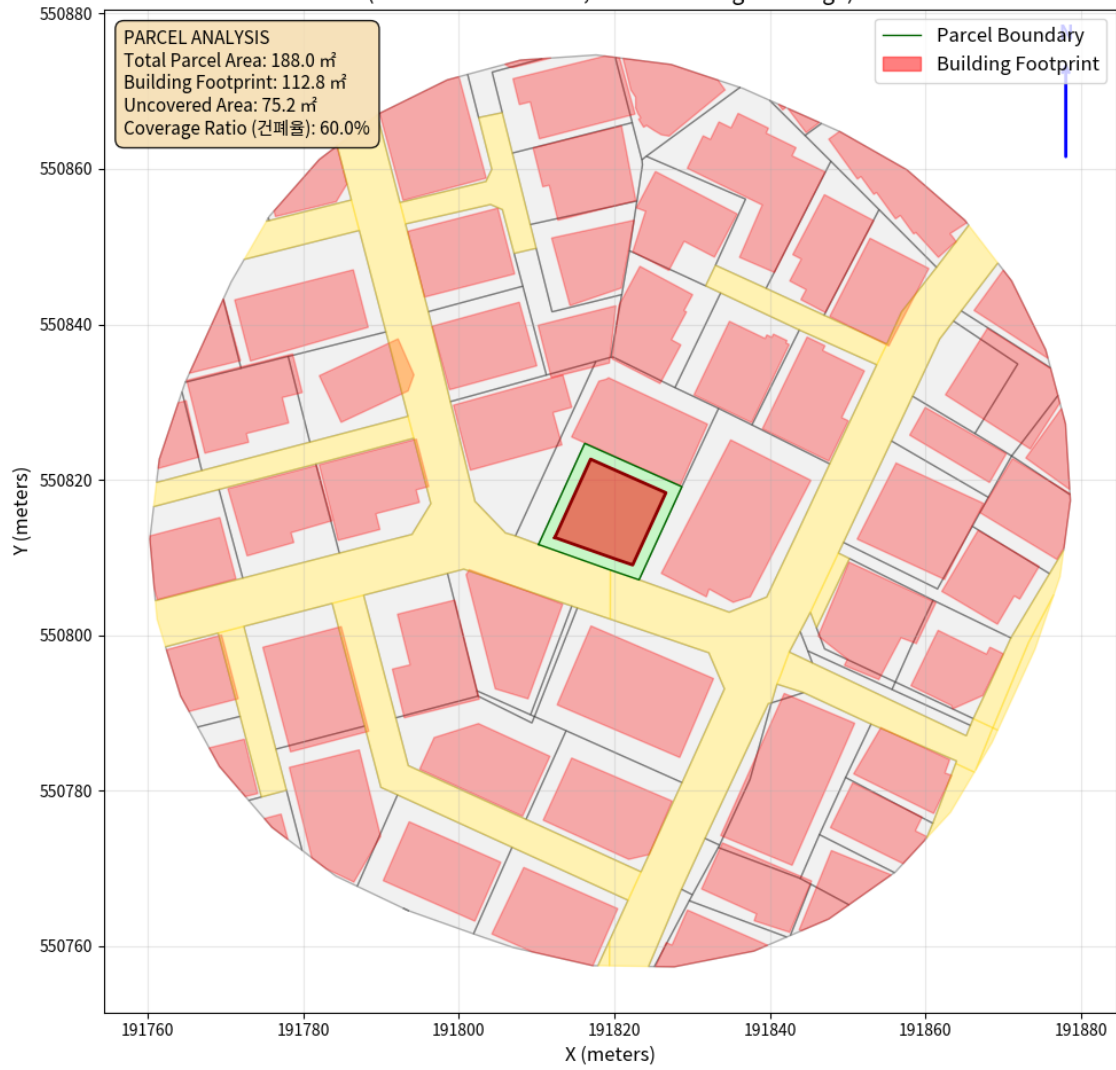 PARCEL ANALYSIS
Total Parcel Area: 188.0 ㎡
Building Footprint: 112.8 ㎡
Uncovered Area: 75.2 ㎡
Coverage Ratio (건폐율): 60.0%
Parcel Boundary
Building Footprint
N
550880
550860
550840
550820
550800
550780
550760
Y (meters)
191760
191780
191800
191820
191840
191860
191880
X (meters)